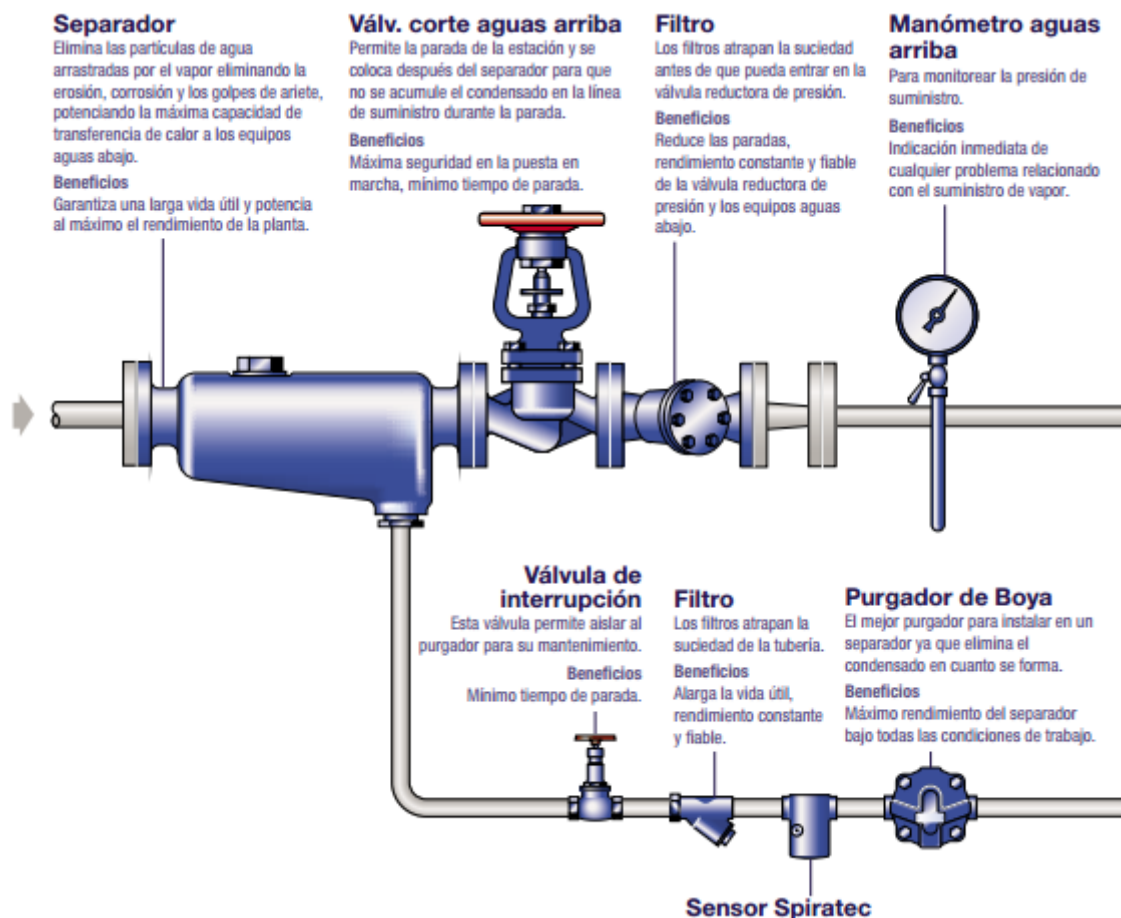 Separador
Elimina las partículas de agua
arrastradas por el vapor eliminando la
erosión, corrosión y los golpes de ariete,
potenciando la máxima capacidad de
transferencia de calor a los equipos
aguas abajo.
Beneficios
Garantiza una larga vida útil y potencia
al máximo el rendimiento de la planta.
Válv. corte aguas arriba
Permite la parada de la estación y se
coloca después del separador para que
no se acumule el condensado en la línea
de suministro durante la parada.
Beneficios
Máxima seguridad en la puesta en
marcha, mínimo tiempo de parada.
Filtro
Los filtros atrapan la suciedad
antes de que pueda entrar en la
válvula reductora de presión.
Beneficios
Reduce las paradas,
rendimiento constante y fiable
de la válvula reductora de
presión y los equipos aguas
abajo.
Manómetro aguas
arriba
Para monitorear la presión de
suministro.
Beneficios
Indicación inmediata de
cualquier problema relacionado
con el suministro de vapor.
Válvula de
interrupción
Esta válvula permite aislar al
purgador para su mantenimiento.
Beneficios
Mínimo tiempo de parada.
Filtro
Los filtros atrapan la
suciedad de la tubería.
Beneficios
Alarga la vida útil,
rendimiento constante
y fiable.
Purgador de Boya
El mejor purgador para instalar en un
separador ya que elimina el
condensado en cuanto se forma.
Beneficios
Máximo rendimiento del separador
bajo todas las condiciones de trabajo.
Sensor Spiratec